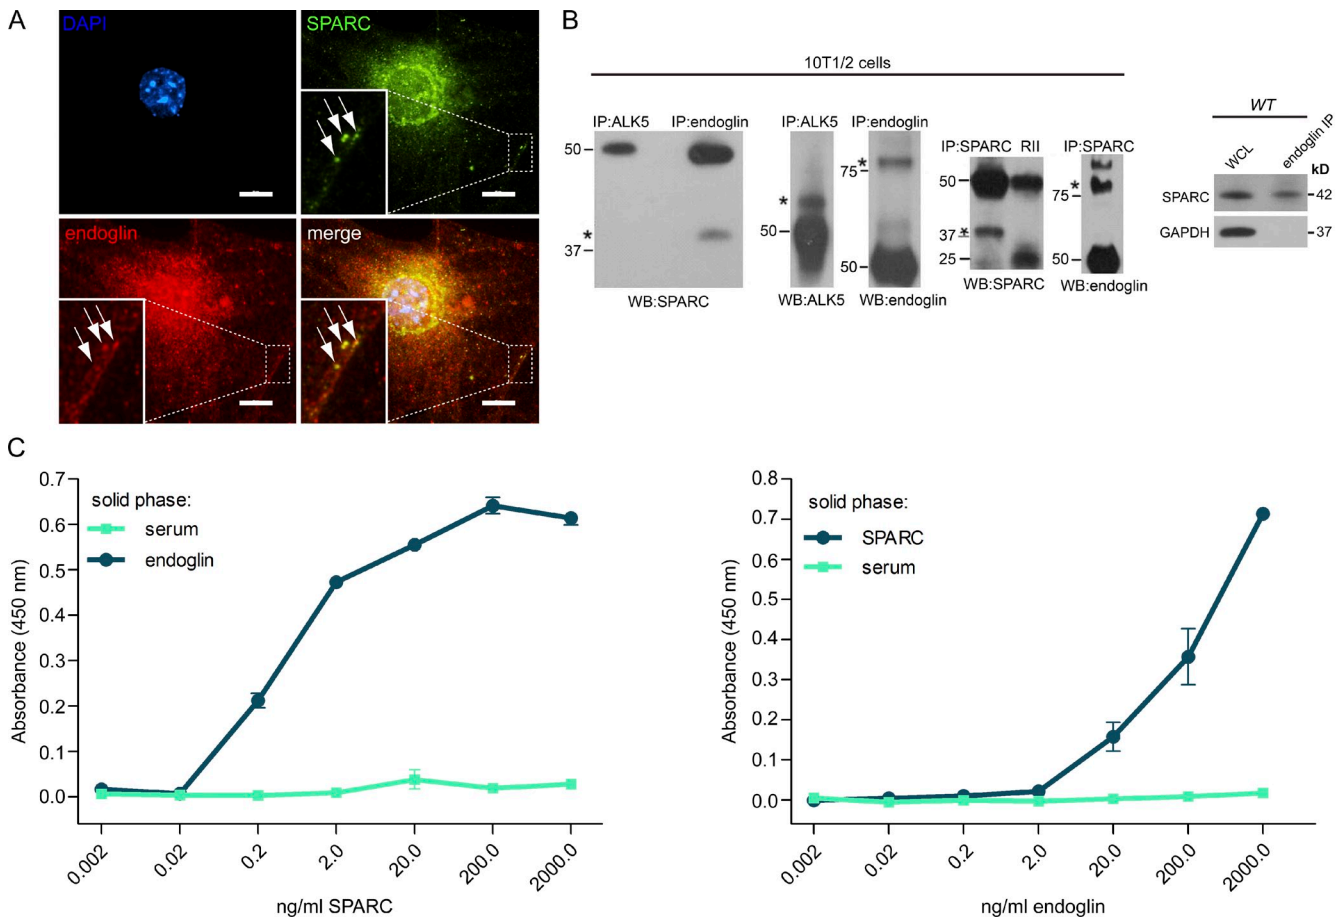 A
DAPI
SPARC
endoglin
merge
B
10T1/2 cells
IP:ALK5 IP:endoglin
50
*
37
WB:SPARC
IP:ALK5
*
50
WB:ALK5
IP:endoglin
*
75
50
WB:endoglin
IP:SPARC RII
50
37
*
25
WB:SPARC
IP:SPARC
*
75
50
WB:endoglin
WT
WCL
endoglin IP
kD
SPARC 42
GAPDH 37
C
0.7
0.6
0.5
0.4
0.3
0.2
0.1
0.0
Absorbance (450 nm)
solid phase:
serum
endoglin
0.002 0.02 0.2 2.0 20.0 200.0 2000.0
ng/ml SPARC
0.8
0.7
0.6
0.5
0.4
0.3
0.2
0.1
0.0
Absorbance (450 nm)
solid phase:
SPARC
serum
0.002 0.02 0.2 2.0 20.0 200.0 2000.0
ng/ml endoglin